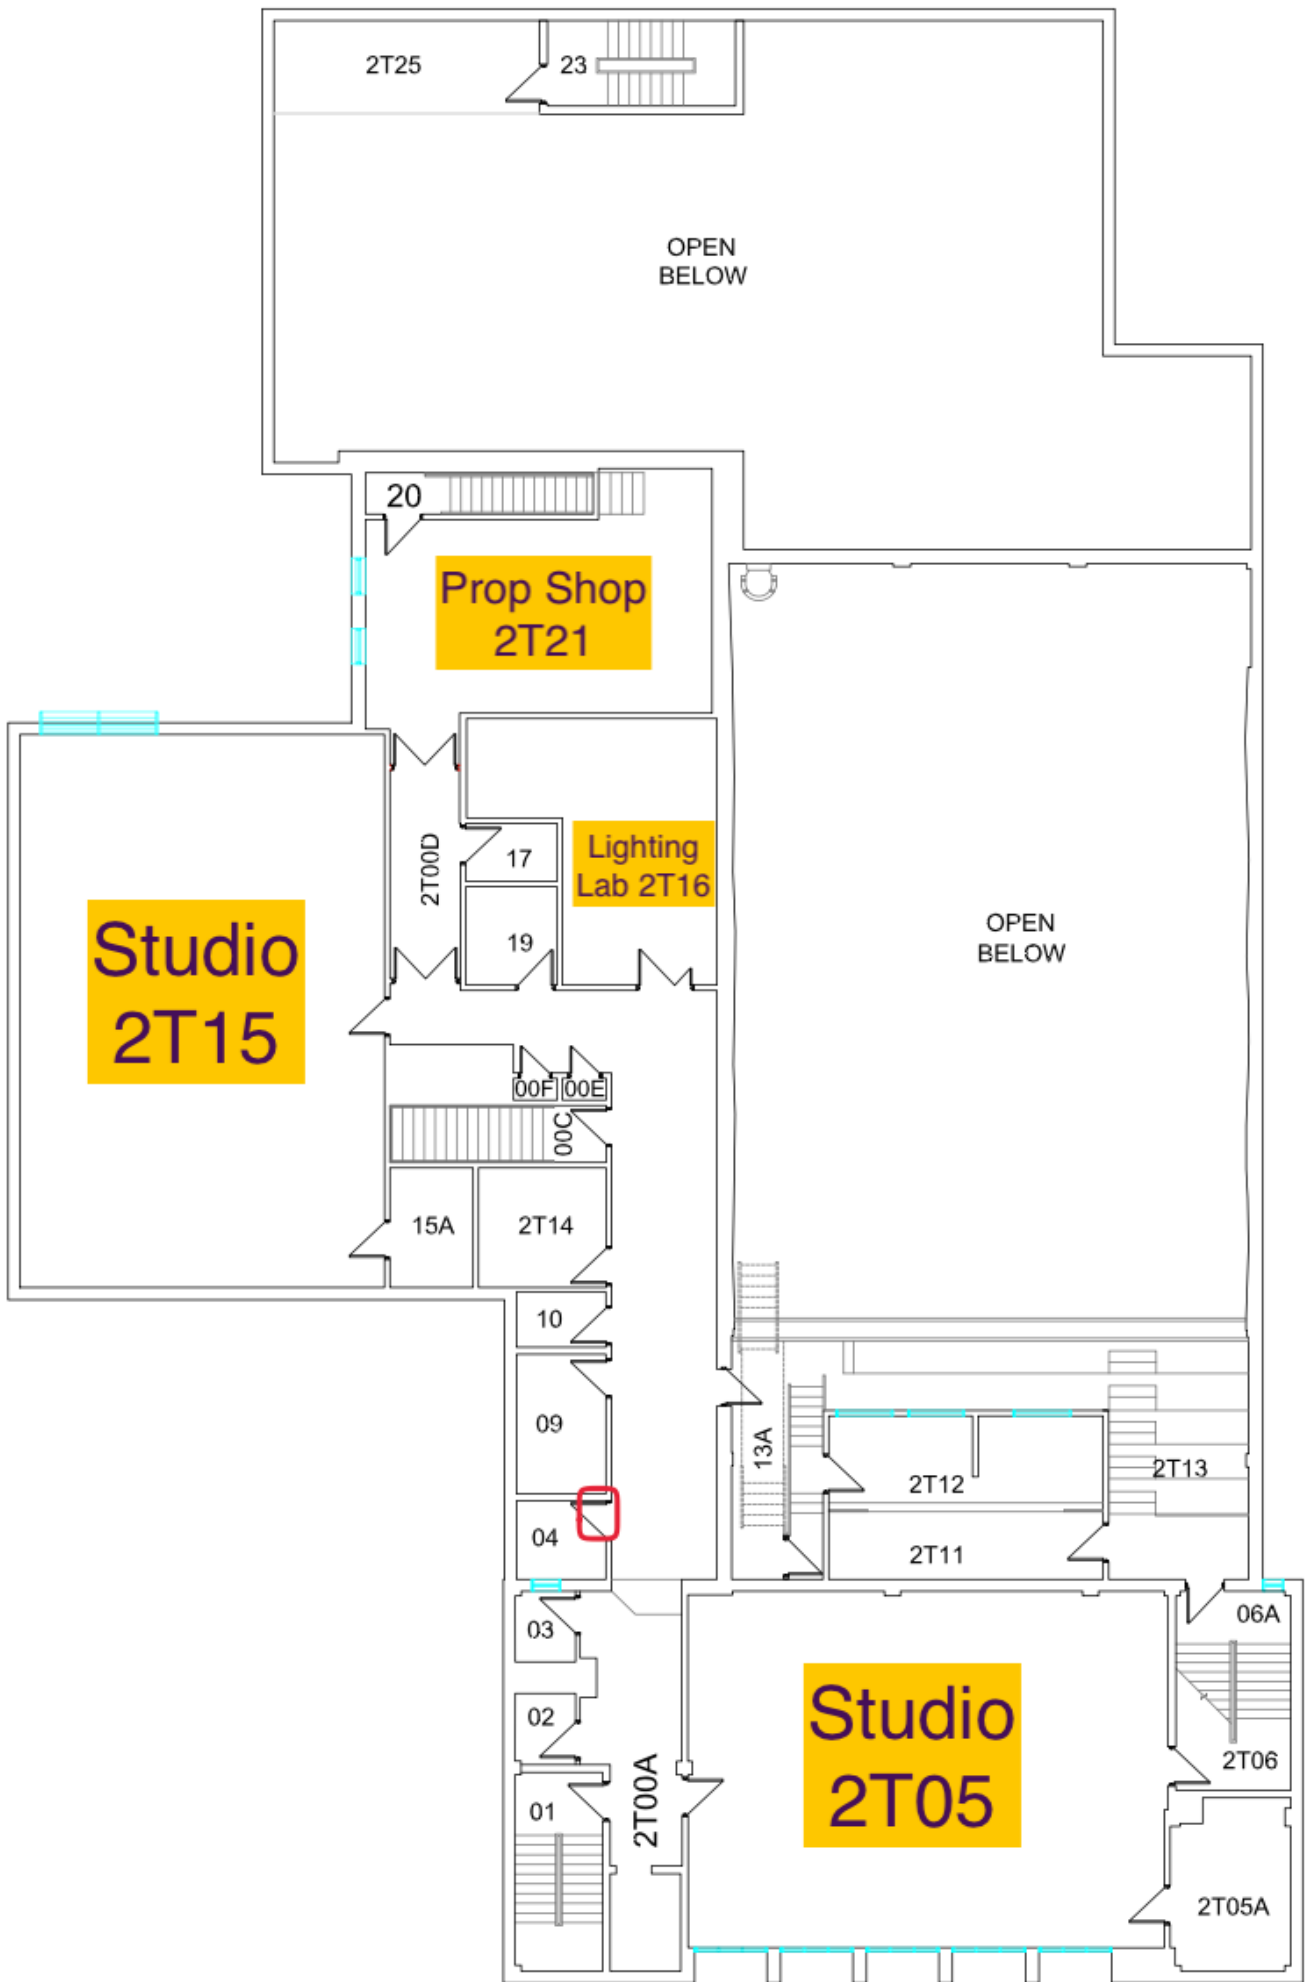 2T25
23
OPEN
BELOW
20
Prop Shop
2T21
2T00D
17
Lighting
Lab 2T16
19
Studio
2T15
OPEN
BELOW
00F
00E
00C
15A
2T14
10
09
13A
2T12
2T13
04
2T11
03
06A
02
Studio
2T05
2T06
01
2T00A
2T05A